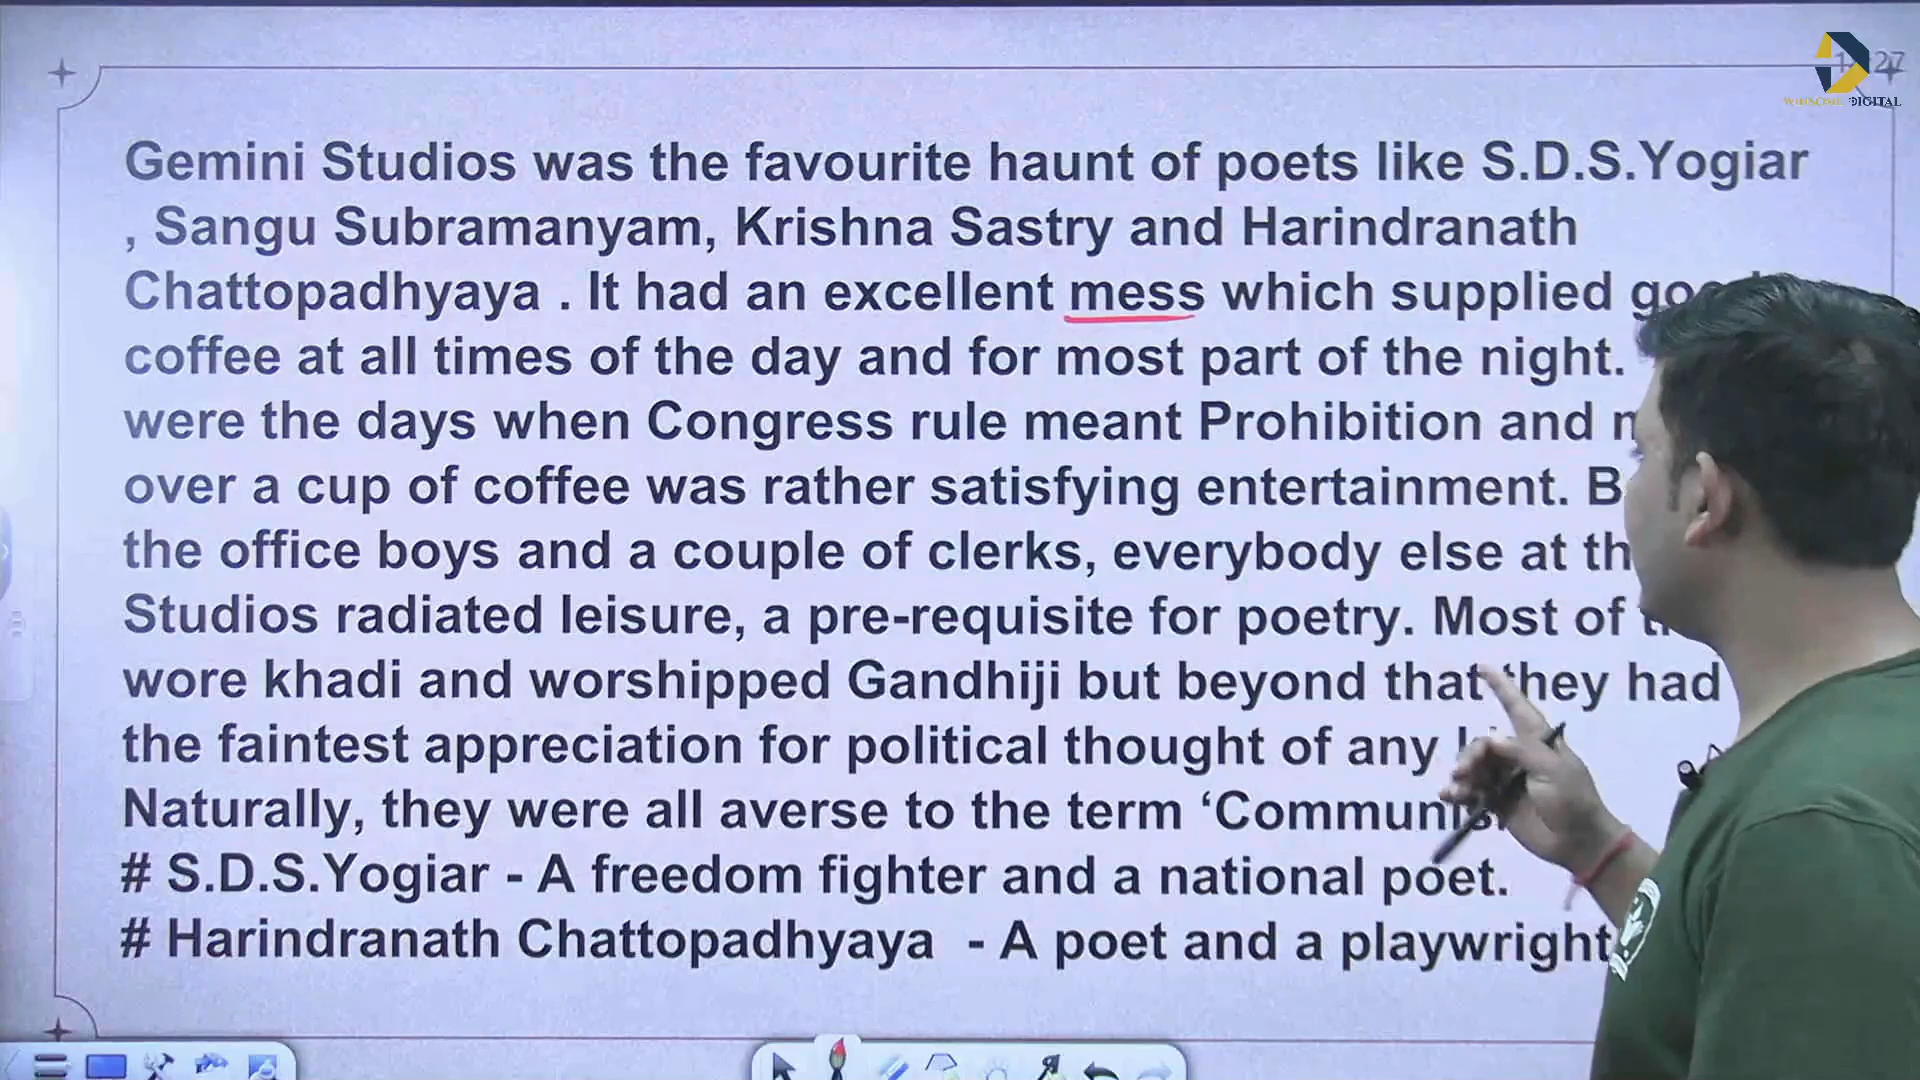 Gemini Studios was the favourite haunt of poets like S.D.S.Yogiar
, Sangu Subramanyam, Krishna Sastry and Harindranath
Chattopadhyaya . It had an excellent mess which supplied
coffee at all times of the day and for most part of the night.
were the days when Congress rule meant Prohibition and
over a cup of coffee was rather satisfying entertainment.
the office boys and a couple of clerks, everybody else at
Studios radiated leisure, a pre-requisite for poetry. Most of
wore khadi and worshipped Gandhiji but beyond that they had
the faintest appreciation for political thought of any
Naturally, they were all averse to the term
# S.D.S.Yogiar - A freedom fighter and a national poet.
# Harindranath Chattopadhyaya - A poet and a playwright
DIGITAL